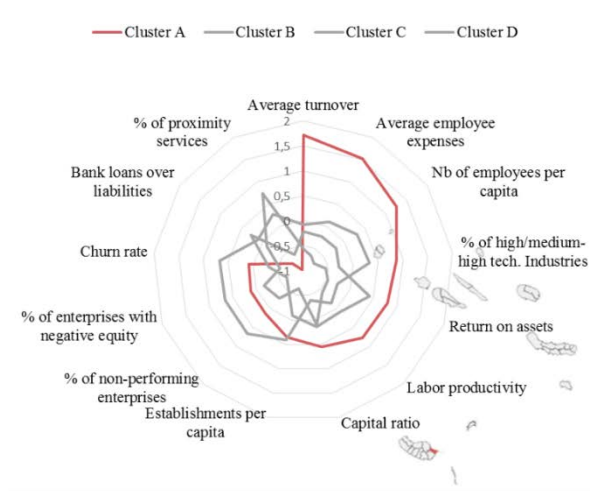 Cluster A Cluster B Cluster C Cluster D
Average turnover
% of proximity
services
Average employee
expenses
Bank loans over
liabilities
Nb of employees per
capita
Churn rate
% of high/medium-
high tech. Industries
% of enterprises with
negative equity
Return on assets
% of non-performing
enterprises
Labor productivity
Establishments per
capita
Capital ratio
2
1,5
1
0,5
0
0,5
-1